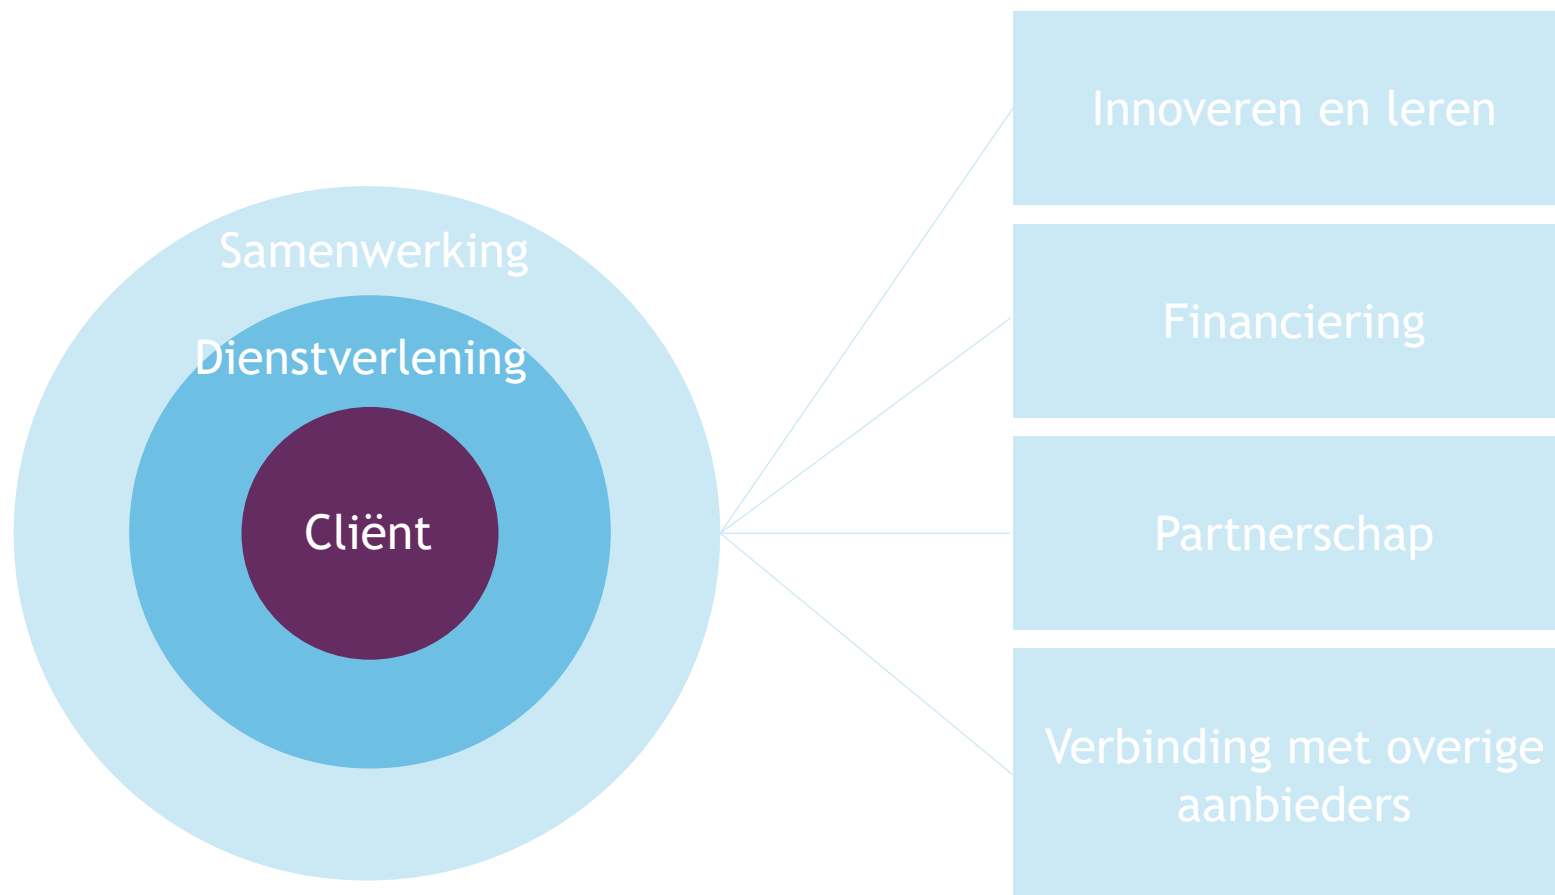 Samenwerking
Dienstverlening
Cliënt
Innoveren en leren
Financiering
Partnerschap
Verbinding met overige
aanbieders